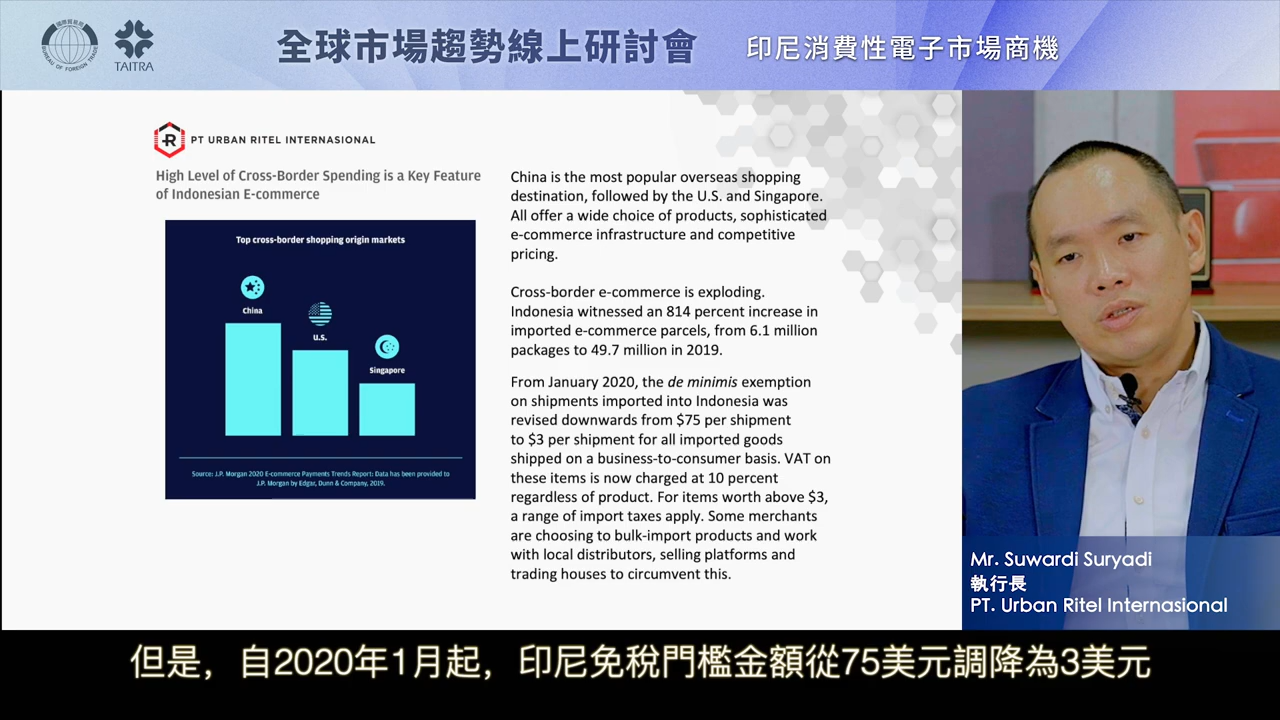 國際貿易局
BUREAU OF FOREIGN TRADE
TAITRA
全球市場趨勢線上研討會
印尼消費性電子市場商機
R
PT URBAN RITEL INTERNASIONAL
High Level of Cross-Border Spending is a Key Feature
of Indonesian E-commerce
Top cross-border shopping origin markets
China
U.S.
Singapore
Source: J.P. Morgan 2020 E-commerce Payments Trends Report: Data has been provided to
J.P. Morgan by Edgar, Dunn & Company, 2019.
China is the most popular overseas shopping
destination, followed by the U.S. and Singapore.
All offer a wide choice of products, sophisticated
e-commerce infrastructure and competitive
pricing.
Cross-border e-commerce is exploding.
Indonesia witnessed an 814 percent increase in
imported e-commerce parcels, from 6.1 million
packages to 49.7 million in 2019.
From January 2020, the de minimis exemption
on shipments imported into Indonesia was
revised downwards from $75 per shipment
to $3 per shipment for all imported goods
shipped on a business-to-consumer basis. VAT on
these items is now charged at 10 percent
regardless of product. For items worth above $3,
a range of import taxes apply. Some merchants
are choosing to bulk-import products and work
with local distributors, selling platforms and
trading houses to circumvent this.
Mr. Suwardi Suryadi
執行長
PT. Urban Ritel Internasional
但是，自2020年1月起，印尼免稅門檻金額從75美元調降為3美元